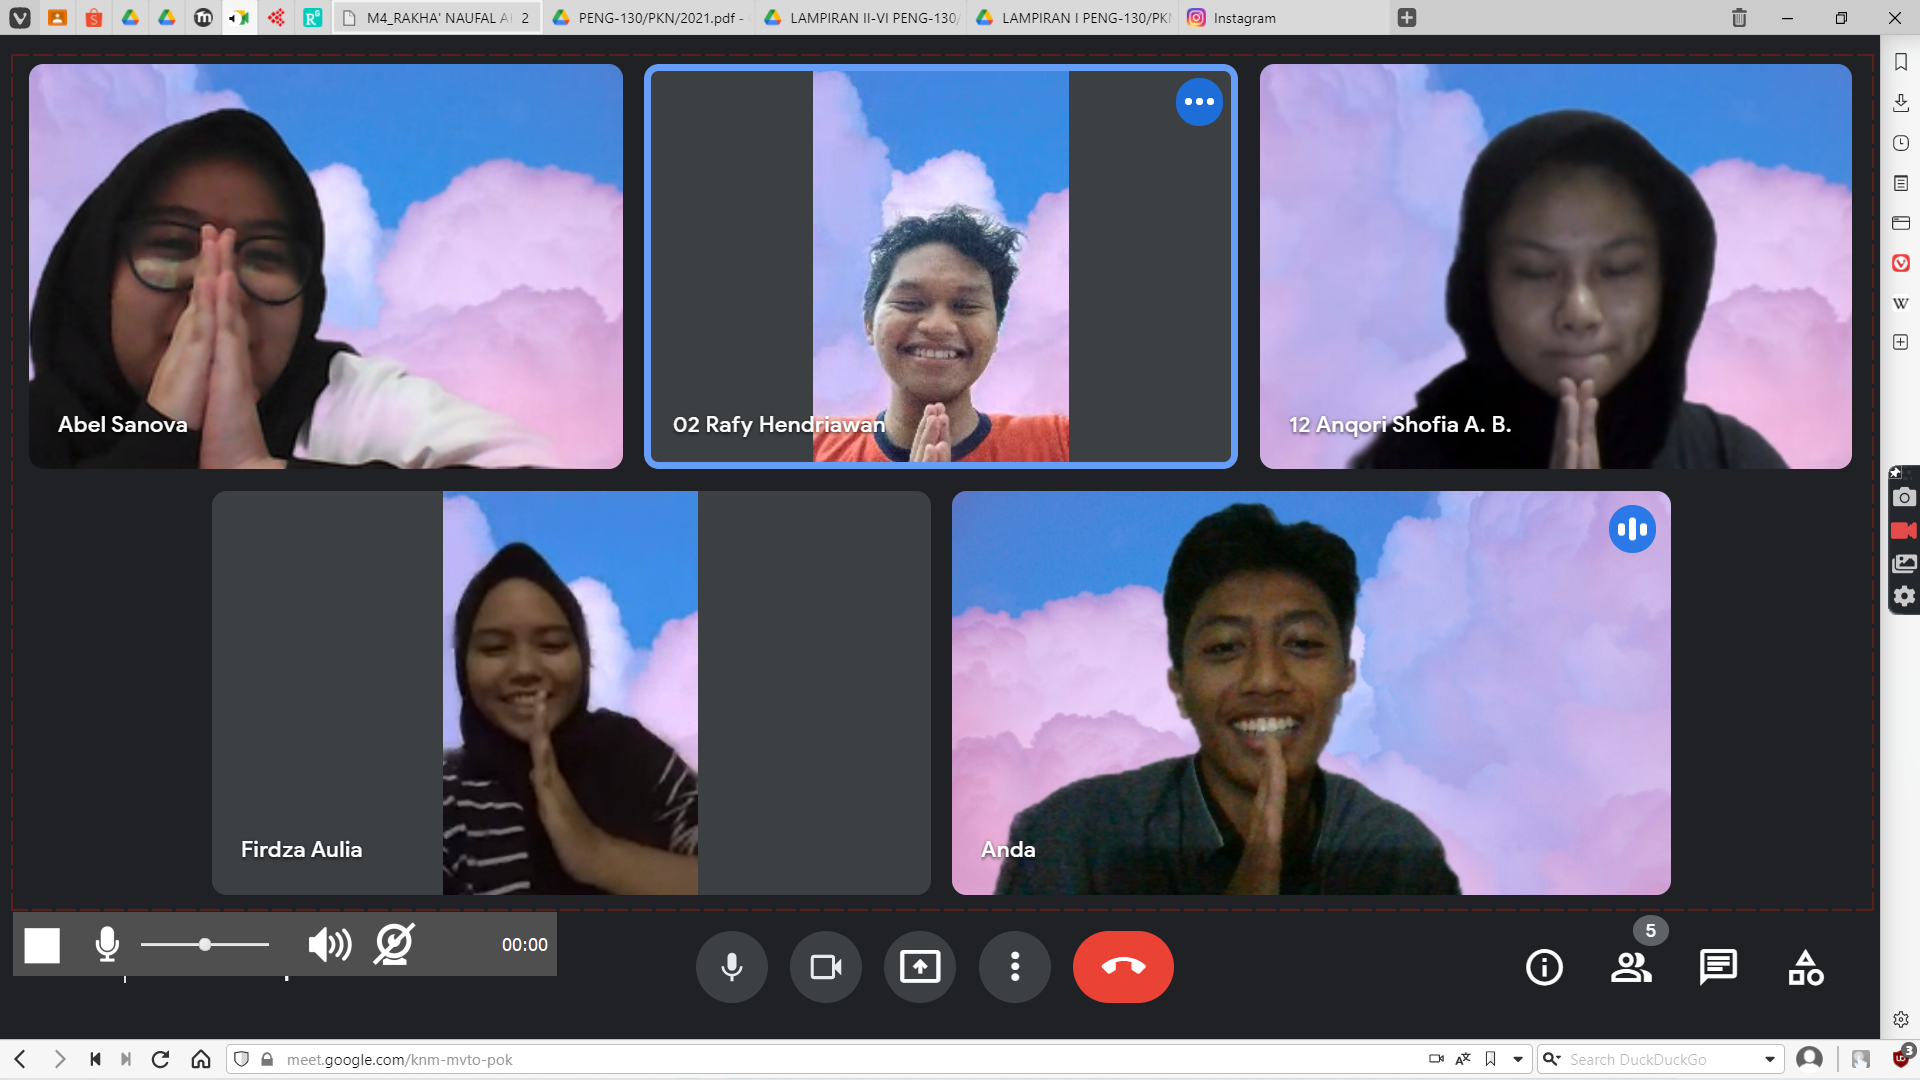 M4_RAKHA' NAUFAL A 2
PENG-130/PKN/2021.pdf -
LAMPIRAN II-VI PENG-130/
LAMPIRAN I PENG-130/PKN
Instagram
Abel Sanova
02 Rafy Hendriawan
12 Anqori Shofia A. B.
Firdza Aulia
Anda
00:00
5
meet.google.com/knm-mvto-pok
Search DuckDuckGo
3